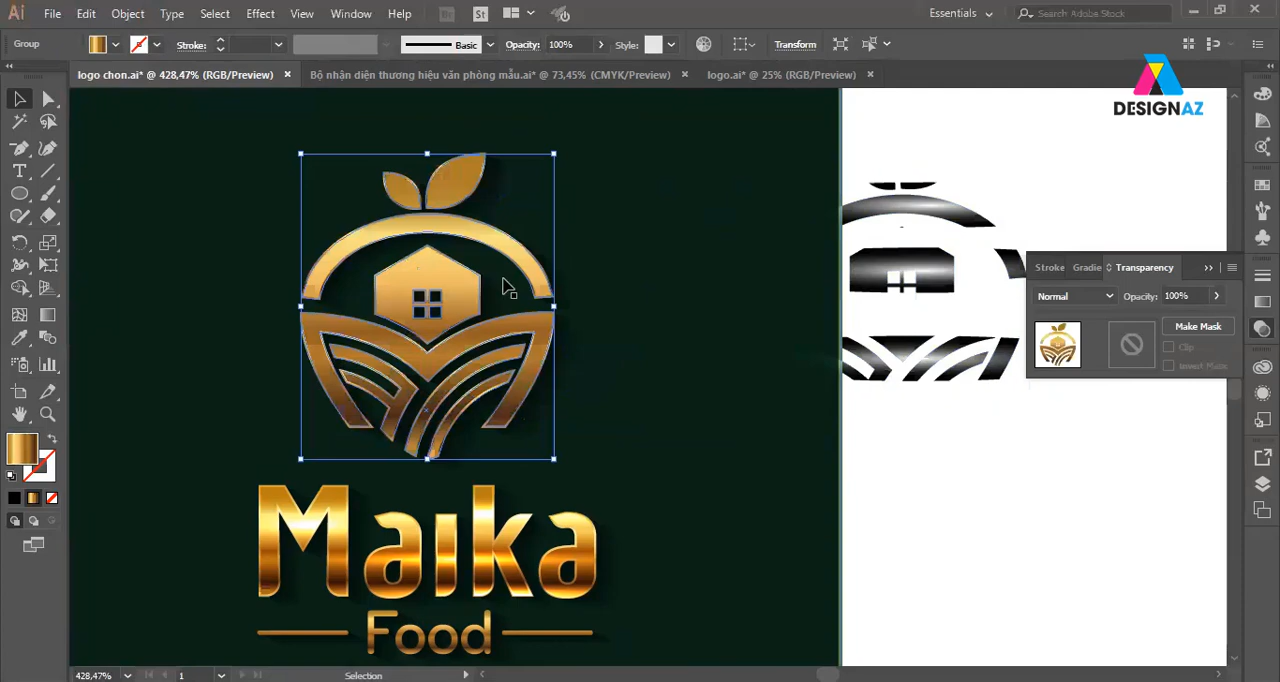 Ai File Edit Object Type Select Effect View Window Help Br St Essentials Search Adobe Stock
Group Stroke: Basic Opacity: 100% Style: Transform
logo chon.ai* @ 428,47% (RGB/Preview) Bộ nhận diện thương hiệu văn phòng mẫu.ai* @ 73,45% (CMYK/Preview) logo.ai* @ 25% (RGB/Preview)
DESIGNAZ
Stroke Gradie Transparency
Normal Opacity: 100%
Make Mask
Clip
Invert Mask
Maika
Food
428,47% 1 Selection